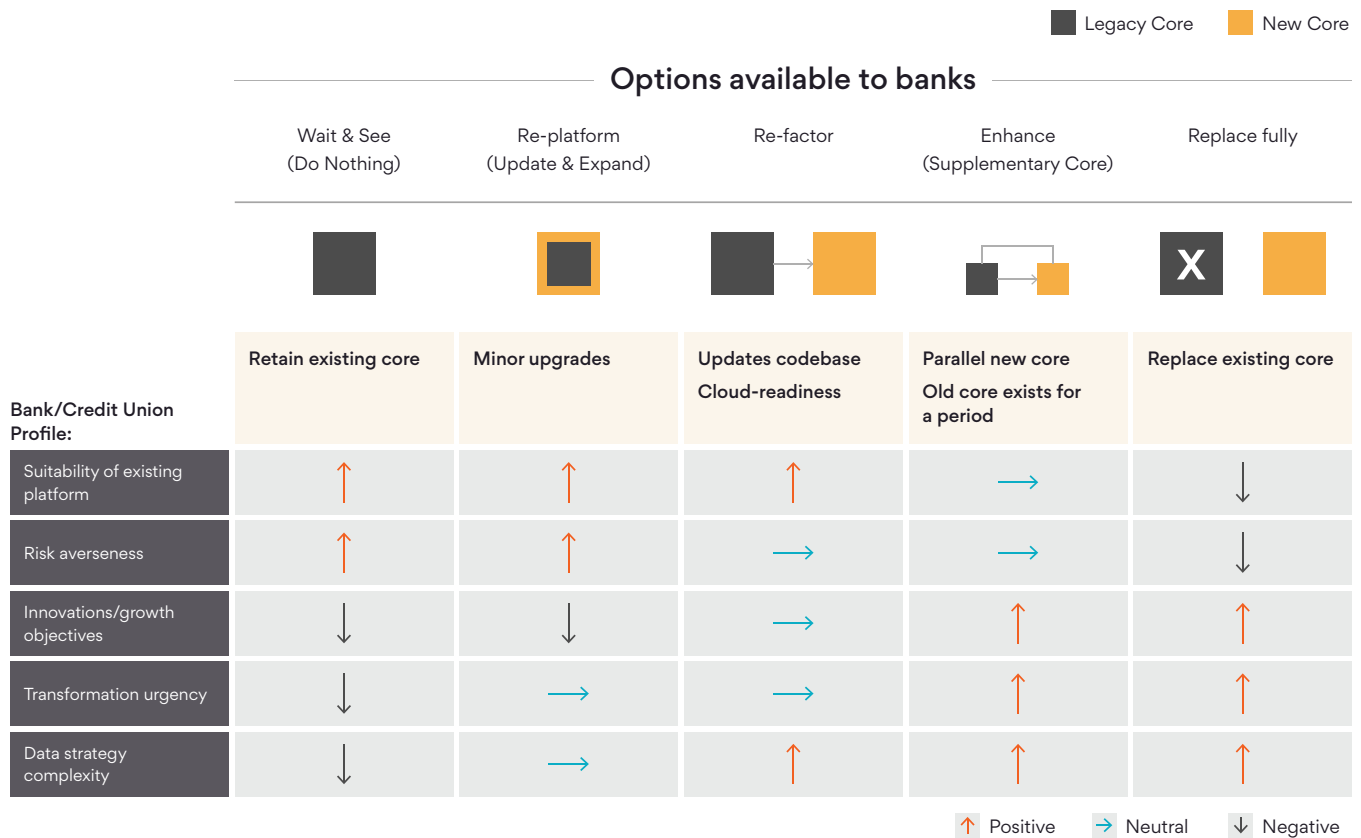 Legacy Core
New Core
Options available to banks
Wait & See
(Do Nothing)
Re-platform
(Update & Expand)
Re-factor
Enhance
(Supplementary Core)
Replace fully
X
Bank/Credit Union
Profile:
Retain existing core
Minor upgrades
Updates codebase
Cloud-readiness
Parallel new core
Old core exists for
a period
Replace existing core
Suitability of existing
platform
Risk averseness
Innovations/growth
objectives
Transformation urgency
Data strategy
complexity
Positive
Neutral
Negative